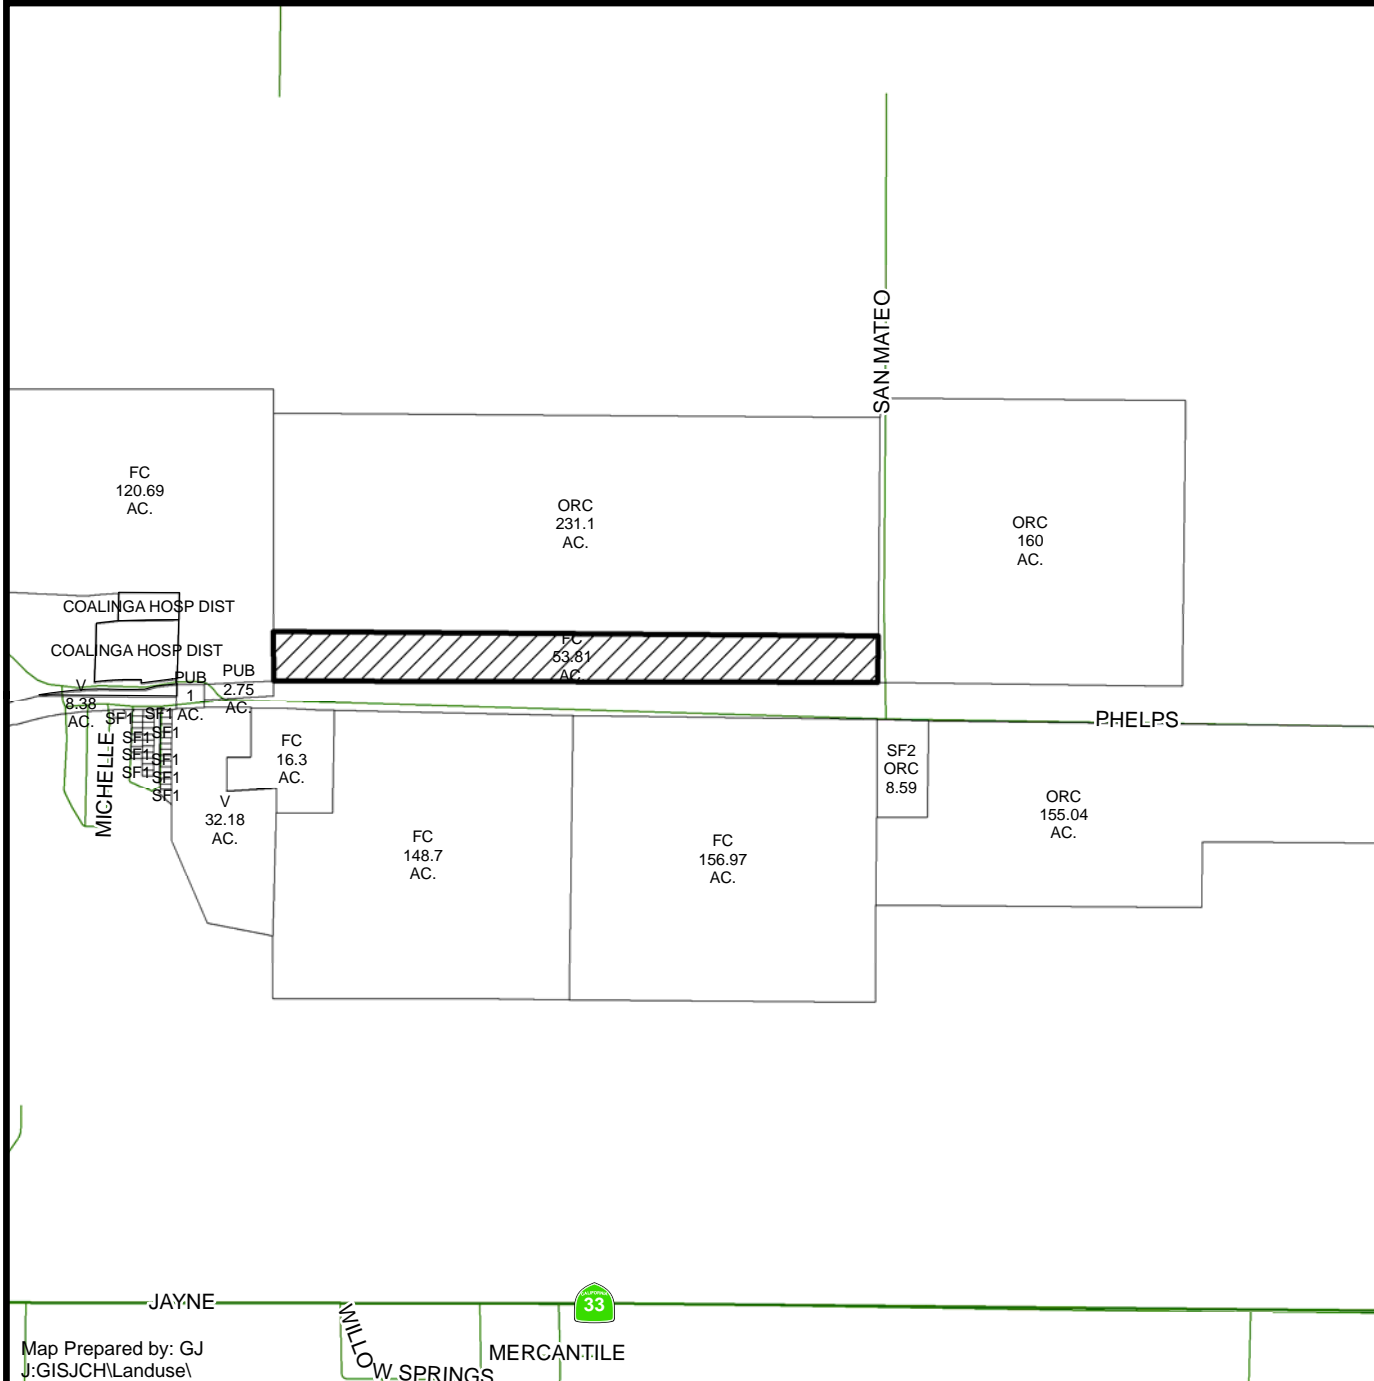 SAN MATEO
FC
120.69
AC.
ORC
231.1
AC.
ORC
160
AC.
COALINGA HOSP DIST
COALINGA HOSP DIST
FC
53.81
AC.
V
8.38
AC.
PUB
1
AC.
PUB
2.75
AC.
SF1
SF1
SF1
SF1
SF1
SF1
SF1
SF1
SF1
MICHELLE
PHELPS
FC
16.3
AC.
SF2
ORC
8.59
V
32.18
AC.
ORC
155.04
AC.
FC
148.7
AC.
FC
156.97
AC.
JAYNE
CALIFORNIA
33
WILLOW SPRINGS
MERCANTILE
Map Prepared by: GJ
J:GISJCH\Landuse\